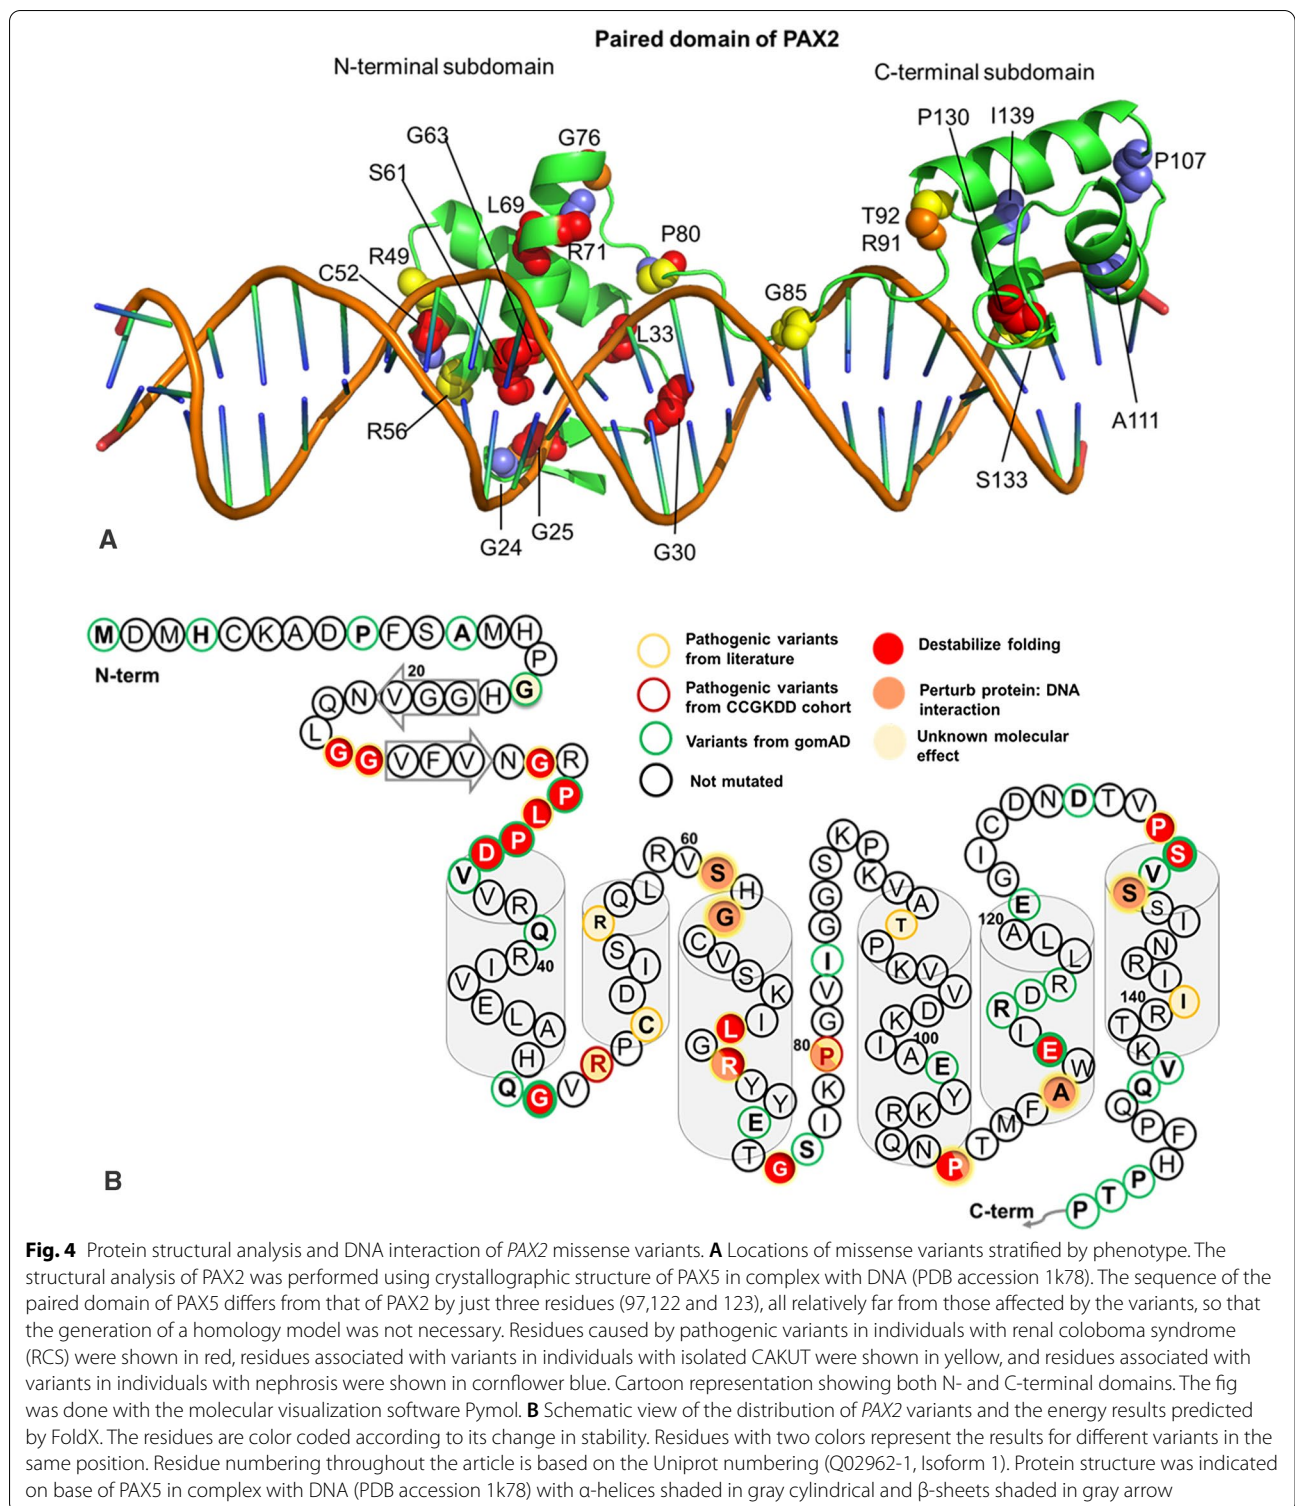 Paired domain of PAX2
N-terminal subdomain
C-terminal subdomain
G63
S61
G76
L69
R71
R49
C52
P80
P130
I139
P107
T92
R91
G85
L33
R56
A111
S133
G24
G25
G30
A
M D M H C K A D P F S A M H
P
N-term
20
Q N V G G H G
L
G G V F V N G R
P
L
P
D
V
V R
Q
R 40
I
V
E L A
H
Q G V R P C
D
I
S
R
Q L
R V 60 S
H
G
C V S K
I
L
G
R Y Y
E
T G S
I
K
80 P
G
V
I
G
G
S
K P
K V A
T
P
K V V
D
K
I A 100 E
Y
K
R
Q N P T M F
A
W
E
I
R D R
L
L
A
120
E
G
I
C
D N D T V
P
S
V
S S I
N
R
I
I
R
140
T
K V
Q
Q
P F
H
P
T
P
C-term
Pathogenic variants
from literature
Pathogenic variants
from CCGKDD cohort
Variants from gomAD
Not mutated
Destabilize folding
Perturb protein: DNA
interaction
Unknown molecular
effect
B
Fig. 4 Protein structural analysis and DNA interaction of PAX2 missense variants. A Locations of missense variants stratified by phenotype. The
structural analysis of PAX2 was performed using crystallographic structure of PAX5 in complex with DNA (PDB accession 1k78). The sequence of the
paired domain of PAX5 differs from that of PAX2 by just three residues (97,122 and 123), all relatively far from those affected by the variants, so that
the generation of a homology model was not necessary. Residues caused by pathogenic variants in individuals with renal coloboma syndrome
(RCS) were shown in red, residues associated with variants in individuals with isolated CAKUT were shown in yellow, and residues associated with
variants in individuals with nephrosis were shown in cornflower blue. Cartoon representation showing both N- and C-terminal domains. The fig
was done with the molecular visualization software Pymol. B Schematic view of the distribution of PAX2 variants and the energy results predicted
by FoldX. The residues are color coded according to its change in stability. Residues with two colors represent the results for different variants in the
same position. Residue numbering throughout the article is based on the Uniprot numbering (Q02962-1, Isoform 1). Protein structure was indicated
on base of PAX5 in complex with DNA (PDB accession 1k78) with α-helices shaded in gray cylindrical and β-sheets shaded in gray arrow